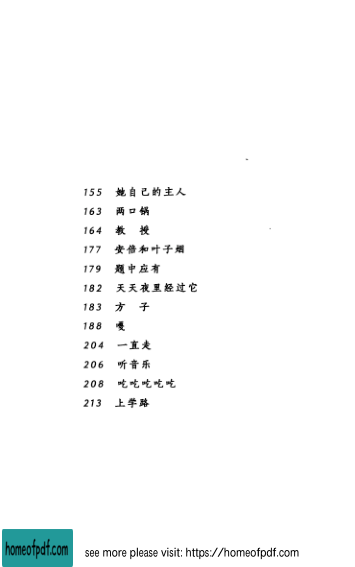 155 她自己的主人
163 两口锅
164 教 授
177 安倍和叶子烟
179 题中应有
182 天天夜里经过它
183 方 子
188 嘎
204 一直走
206 听音乐
208 吃吃吃吃吃
213 上学路
homeofpdf.com
see more please visit: https://homeofpdf.com